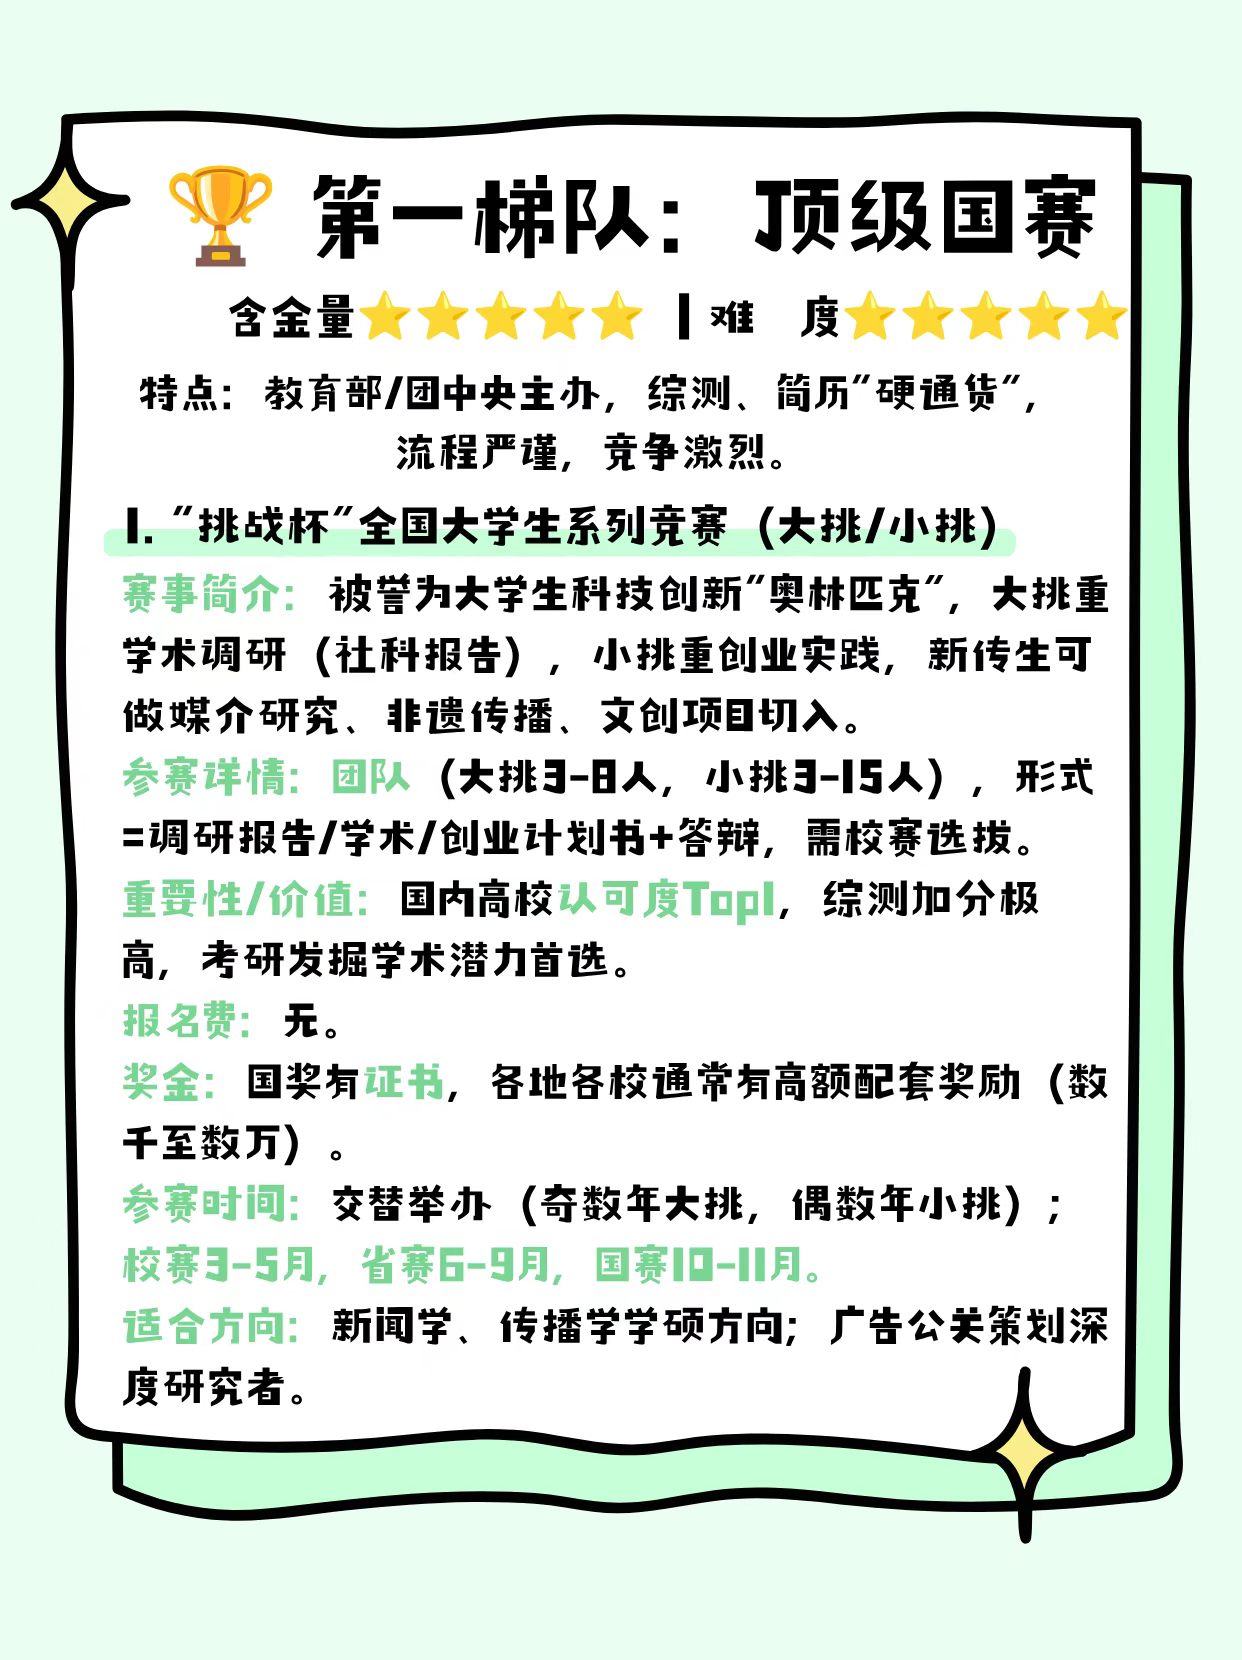 🏆 第一梯队：顶级国赛
含金量⭐⭐⭐⭐⭐ | 难 度⭐⭐⭐⭐⭐
特点：教育部/团中央主办，综测、简历"硬通货"，
流程严谨，竞争激烈。
1. "挑战杯"全国大学生系列竞赛（大挑/小挑）
赛事简介：被誉为大学生科技创新"奥林匹克"，大挑重
学术调研（社科报告），小挑重创业实践，新传生可
做媒介研究、非遗传播、文创项目切入。
参赛详情：团队（大挑3-8人，小挑3-15人），形式
=调研报告/学术/创业计划书+答辩，需校赛选拔。
重要性/价值：国内高校认可度Top1，综测加分极
高，考研发掘学术潜力首选。
报名费：无。
奖金：国奖有证书，各地各校通常有高额配套奖励（数
千至数万）。
参赛时间：交替举办（奇数年大挑，偶数年小挑）；
校赛3-5月，省赛6-9月，国赛10-11月。
适合方向：新闻学、传播学学硕方向；广告公关策划深
度研究者。